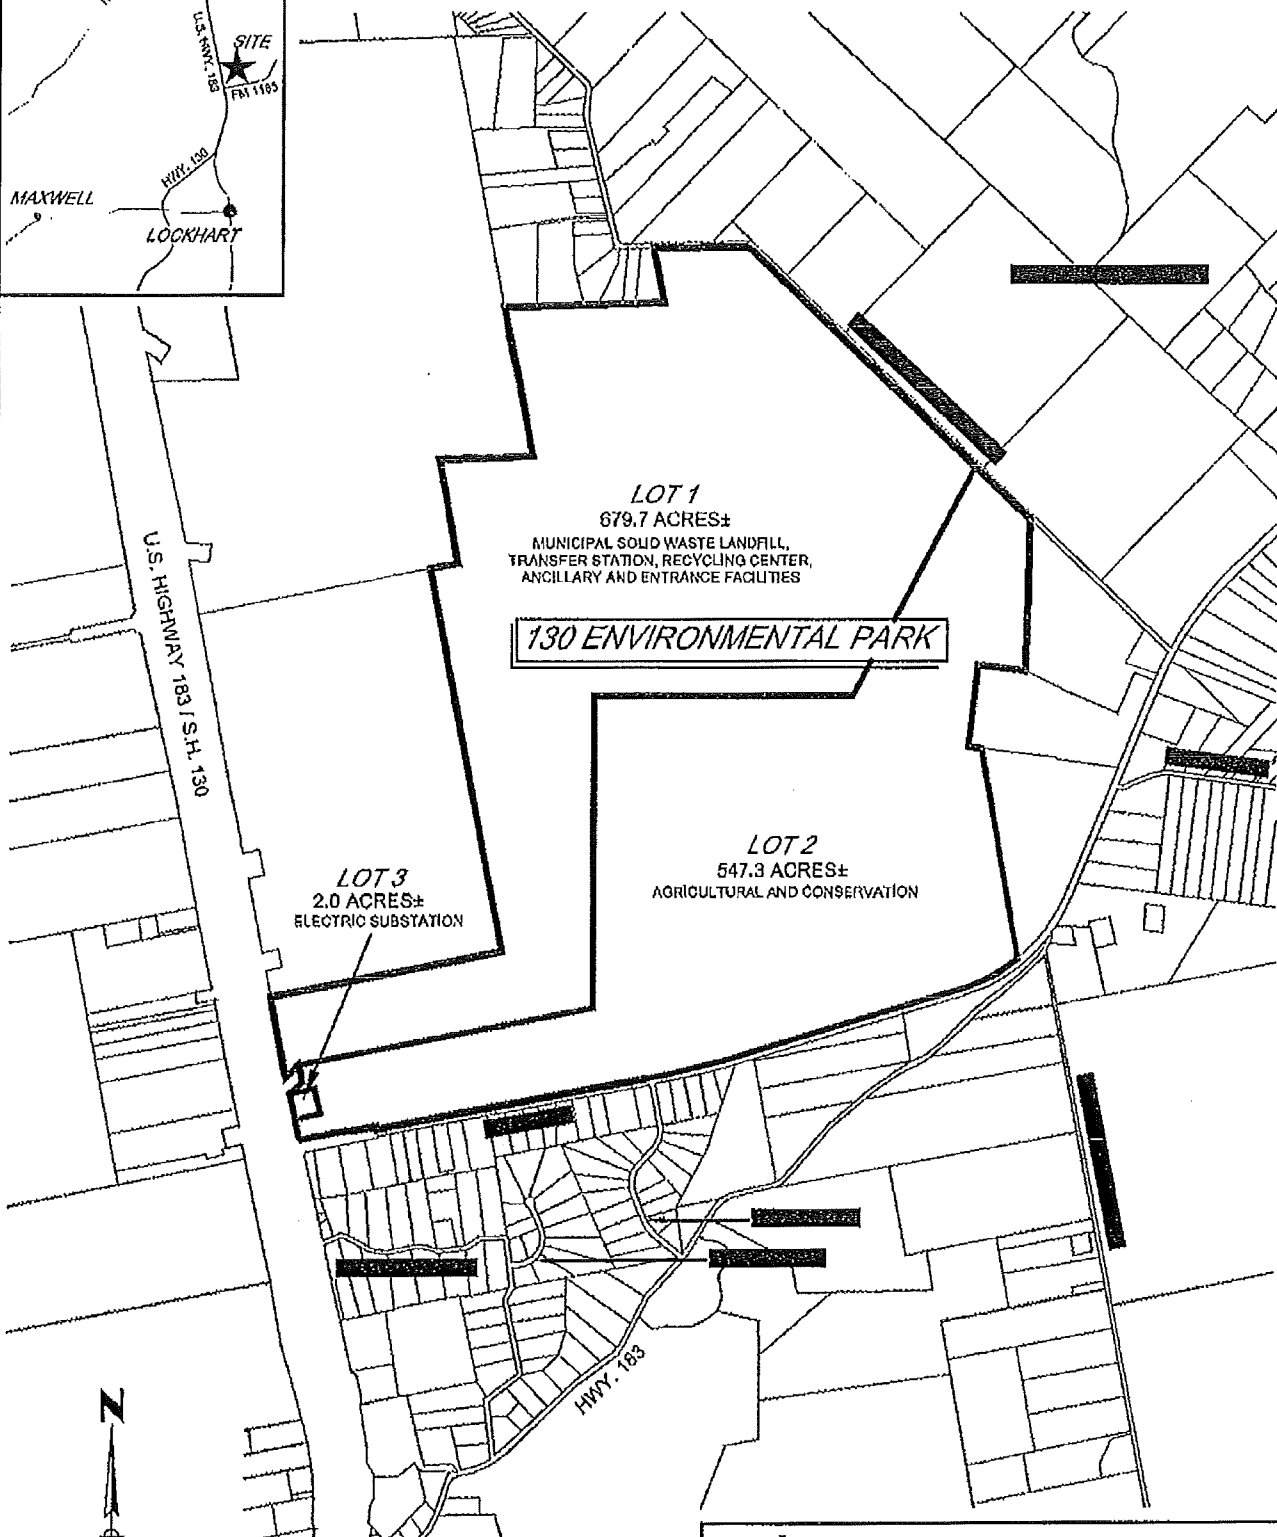 U.S. HWY. 183
SITE
FM 1185
HWY. 130
MAXWELL
LOCKHART
LOT 1
679.7 ACRES±
MUNICIPAL SOLID WASTE LANDFILL,
TRANSFER STATION, RECYCLING CENTER,
ANCILLARY AND ENTRANCE FACILITIES
130 ENVIRONMENTAL PARK
U.S. HIGHWAY 183 / S.H. 130
LOT 2
547.3 ACRES±
AGRICULTURAL AND CONSERVATION
LOT 3
2.0 ACRES±
ELECTRIC SUBSTATION
HWY. 183
N